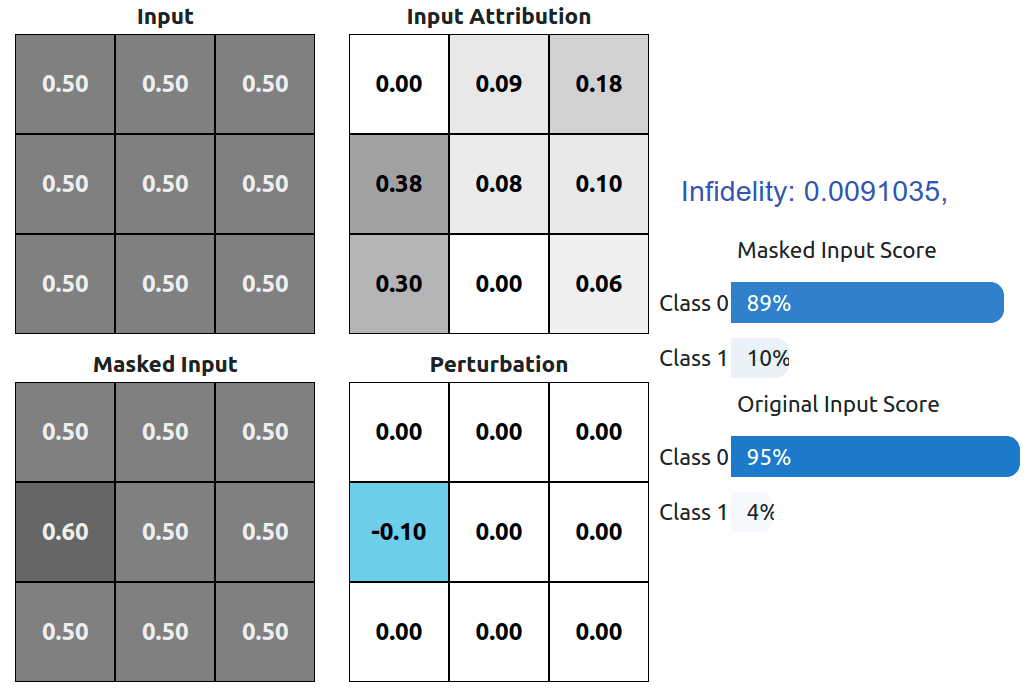 Input
0.50 0.50 0.50
0.50 0.50 0.50
0.50 0.50 0.50
Input Attribution
0.00 0.09 0.18
0.38 0.08 0.10
0.30 0.00 0.06
Masked Input
0.50 0.50 0.50
0.60 0.50 0.50
0.50 0.50 0.50
Perturbation
0.00 0.00 0.00
-0.10 0.00 0.00
0.00 0.00 0.00
Infidelity: 0.0091035,
Masked Input Score
Class 0 89%
Class 1 10%
Original Input Score
Class 0 95%
Class 1 4%